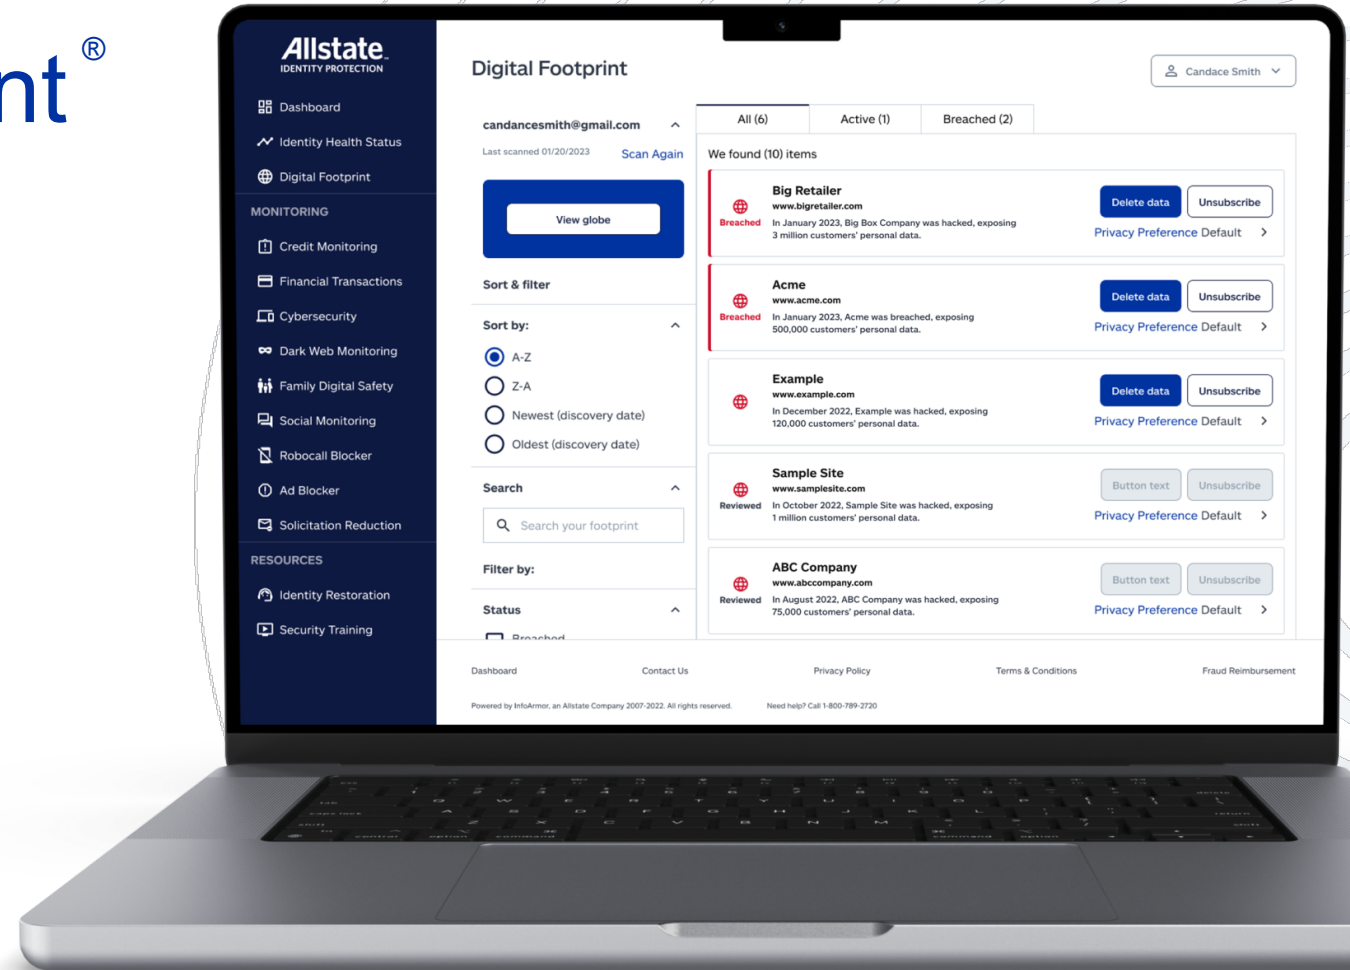 nt®
Allstate
IDENTITY PROTECTION
Dashboard
Identity Health Status
Digital Footprint
MONITORING
Credit Monitoring
Financial Transactions
Cybersecurity
Dark Web Monitoring
Family Digital Safety
Social Monitoring
Robocall Blocker
Ad Blocker
Solicitation Reduction
RESOURCES
Identity Restoration
Security Training
Digital Footprint
Candace Smith
candancesmith@gmail.com
Last scanned 01/20/2023
Scan Again
View globe
Sort & filter
Sort by:
A-Z
Z-A
Newest (discovery date)
Oldest (discovery date)
Search
Search your footprint
Filter by:
Status
Breached
All (6)
Active (1)
Breached (2)
We found (10) items
Breached
Big Retailer
www.bigretailer.com
In January 2023, Big Box Company was hacked, exposing
3 million customers' personal data.
Delete data
Unsubscribe
Privacy Preference Default
Breached
Acme
www.acme.com
In January 2023, Acme was breached, exposing
500,000 customers' personal data.
Delete data
Unsubscribe
Privacy Preference Default
Example
www.example.com
In December 2022, Example was hacked, exposing
120,000 customers' personal data.
Delete data
Unsubscribe
Privacy Preference Default
Reviewed
Sample Site
www.samplesite.com
In October 2022, Sample Site was hacked, exposing
1 million customers' personal data.
Button text
Unsubscribe
Privacy Preference Default
Reviewed
ABC Company
www.abccompany.com
In August 2022, ABC Company was hacked, exposing
75,000 customers' personal data.
Button text
Unsubscribe
Privacy Preference Default
Dashboard
Contact Us
Privacy Policy
Terms & Conditions
Fraud Reimbursement
Powered by InfoArmor, an Allstate Company 2007-2022. All rights reserved.
Need help? Call 1-800-789-2720